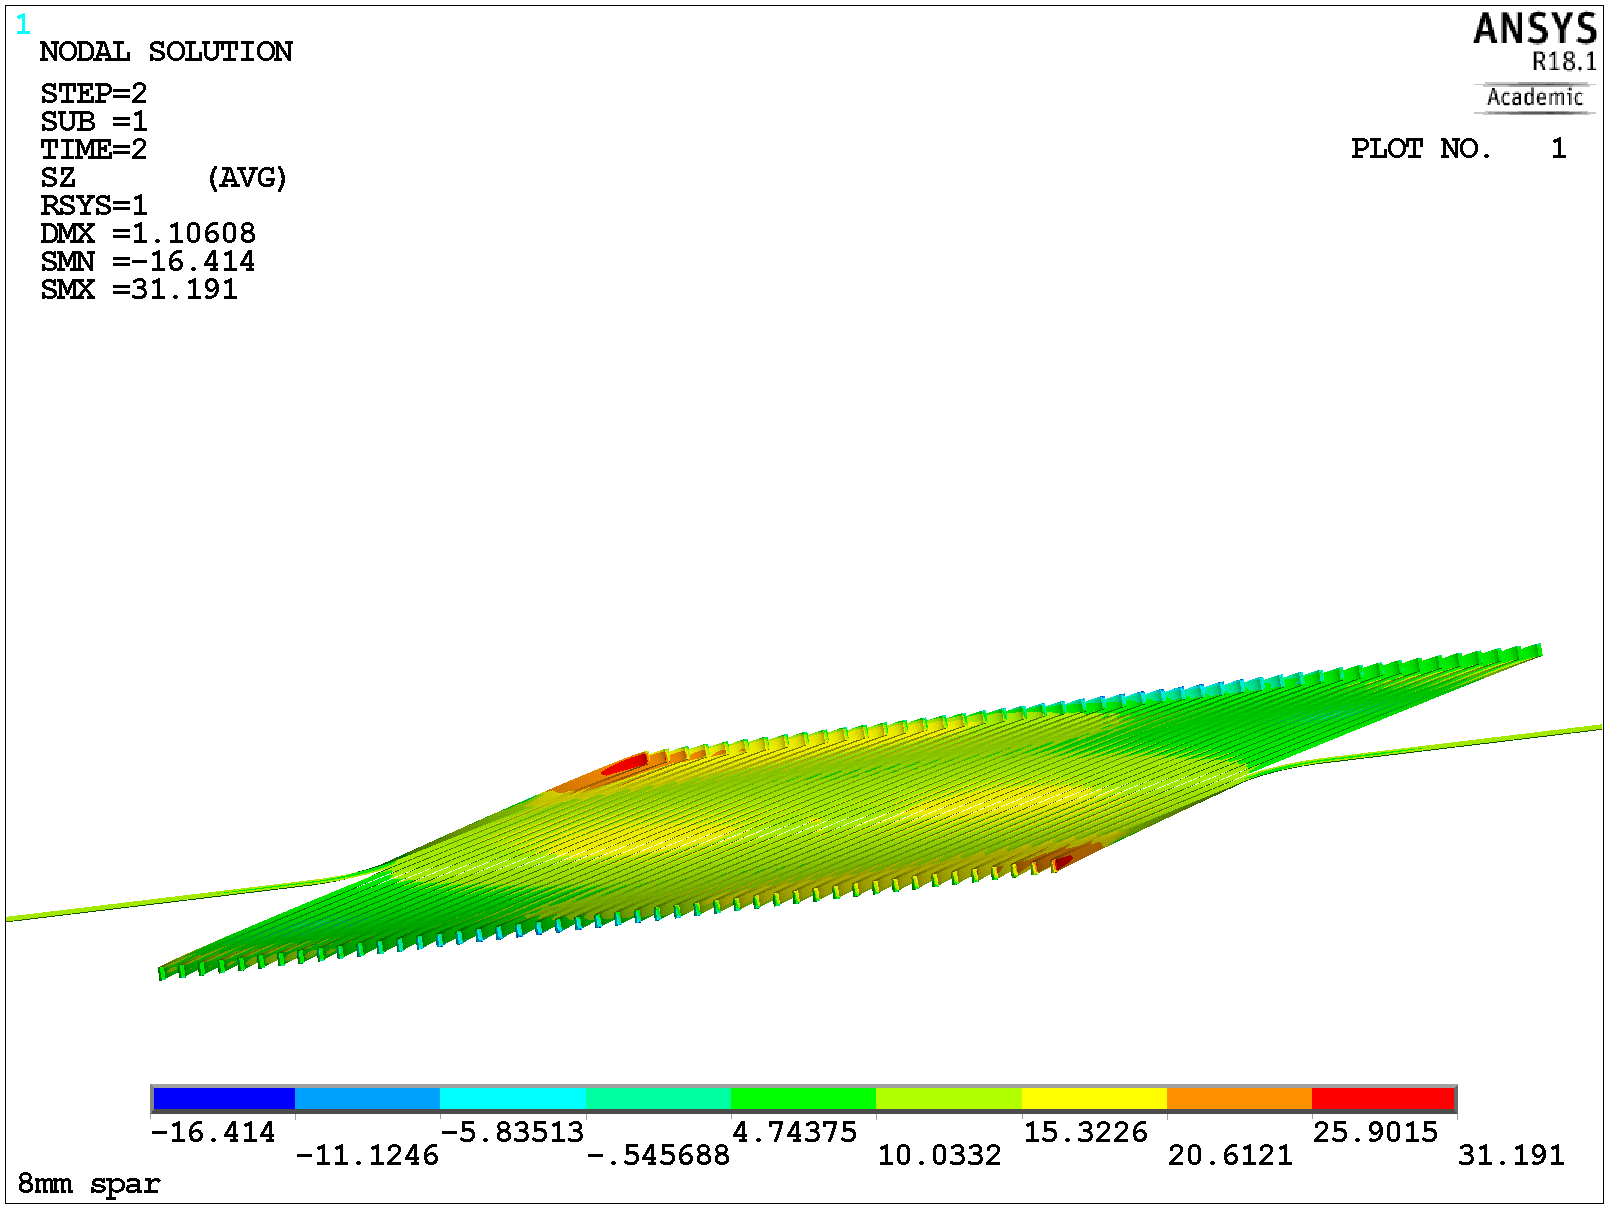 1
NODAL SOLUTION
STEP=2
SUB =1
TIME=2
SZ (AVG)
RSYS=1
DMX =1.10608
SMN =-16.414
SMX =31.191
ANSYS
R18.1
Academic
PLOT NO. 1
-16.414 -5.83513 4.74375 15.3226 25.9015
-11.1246 -.545688 10.0332 20.6121 31.191
8mm spar